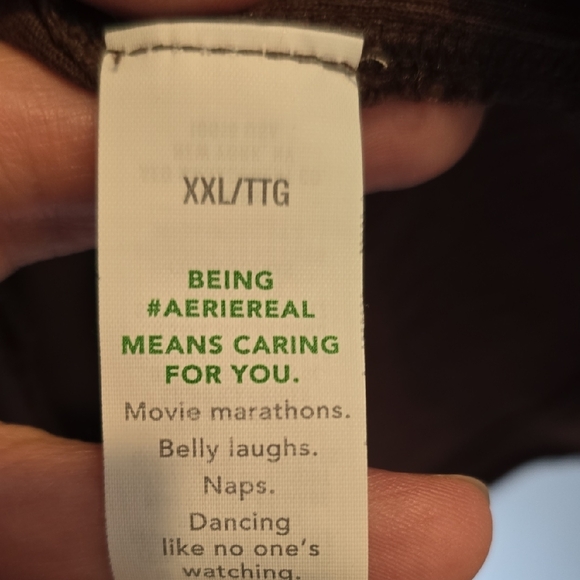 XXL/TTG
BEING
#AERIEREAL
MEANS CARING
FOR YOU.
Movie marathons.
Belly laughs.
Naps.
Dancing
like no one's
watching.